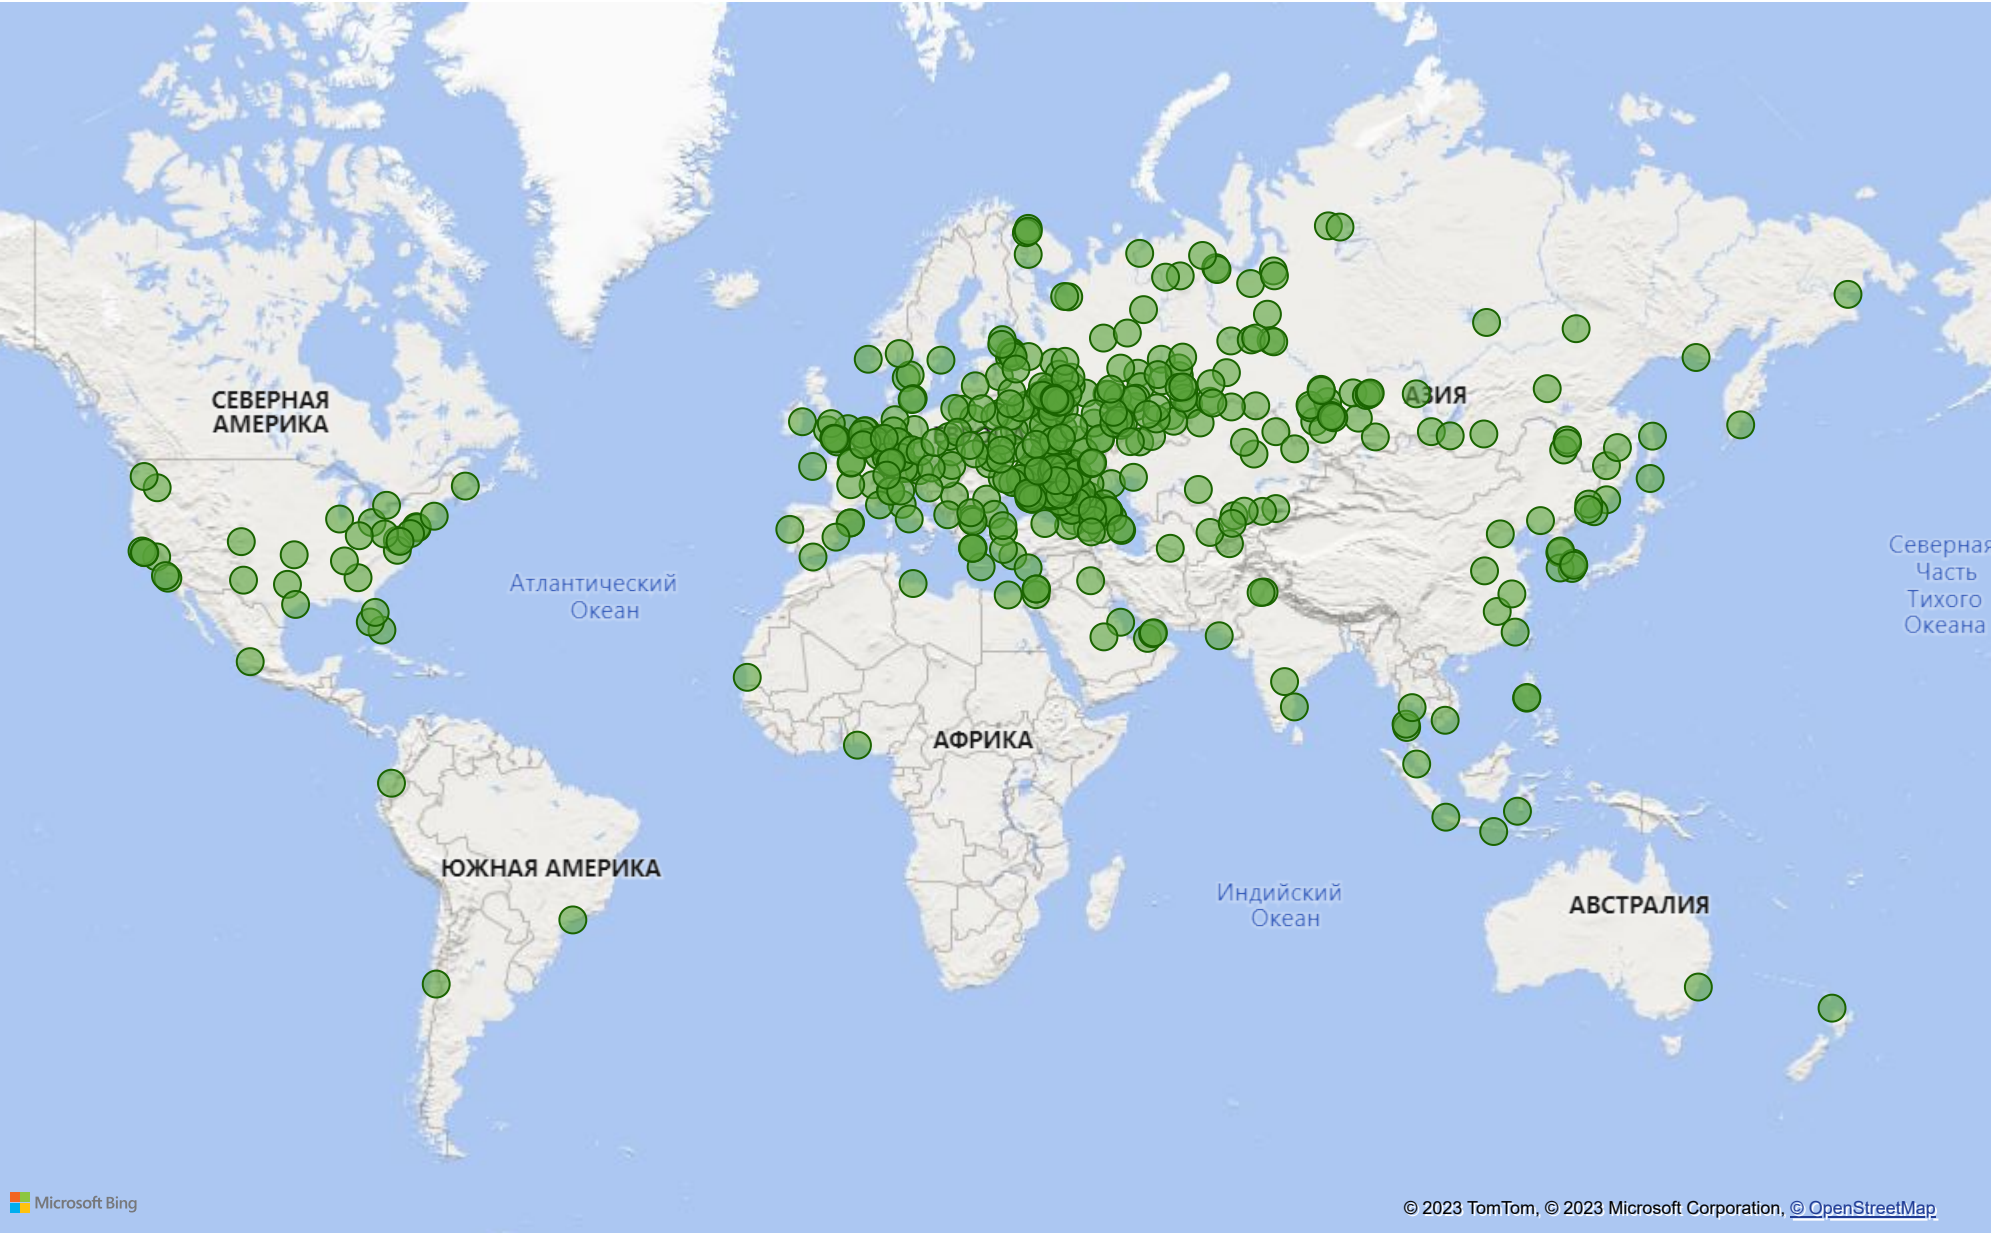 СЕВЕРНАЯ
АМЕРИКА
АЗИЯ
Атлантический
Океан
Северная
Часть
Тихого
Океана
АФРИКА
ЮЖНАЯ АМЕРИКА
Индийский
Океан
АВСТРАЛИЯ
Microsoft Bing
© 2023 TomTom, © 2023 Microsoft Corporation, © OpenStreetMap